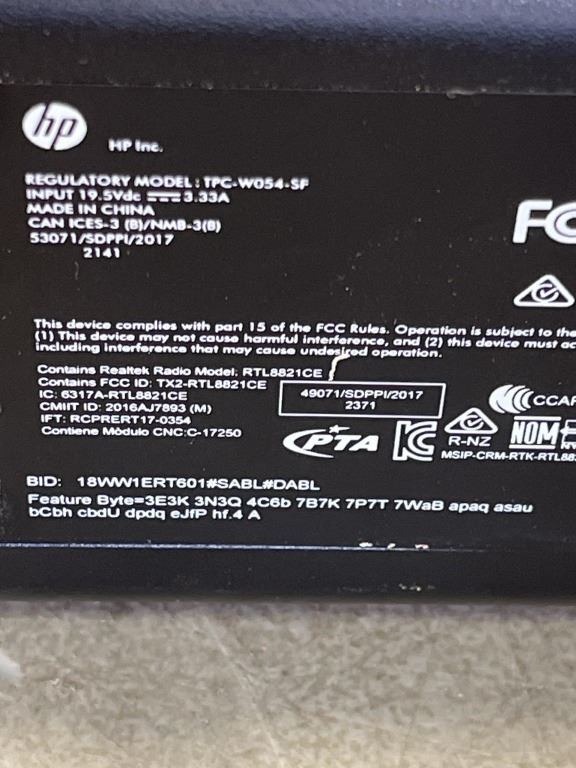 hp
HP Inc.
REGULATORY MODEL: TPC-W054-SF
INPUT 19.5Vdc 3.33A
MADE IN CHINA
CAN ICES-3 (B)/NMB-3(B)
53071/SDPPI/2017
2141
FC
This device complies with part 15 of the FCC Rules. Operation is subject to the
(1) This device may not cause harmful interference, and (2) this device must ac
including interference that may cause undesired operation.
Contains Realtek Radio Model: RTL8821CE
Contains FCC ID: TX2-RTL8821CE
IC: 6317A-RTL8821CE
CMIIT ID: 2016AJ7893 (M)
IFT: RCPRERT17-0354
Contiene Módulo CNC:C-17250
49071/SDPPI/2017
2371
CCAF
PTA
R-NZ
NOM
NY
MSIP-CRM-RTK-RTL88
BID: 18WW1ERT601#SABL#DABL
Feature Byte=3E3K 3N3Q 4C6b 7B7K 7P7T 7WaB apaq asau
bCbh cbdU dpdq eJfP hf.4 A